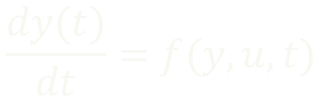 dy(t)/dt = f(y, u, t)